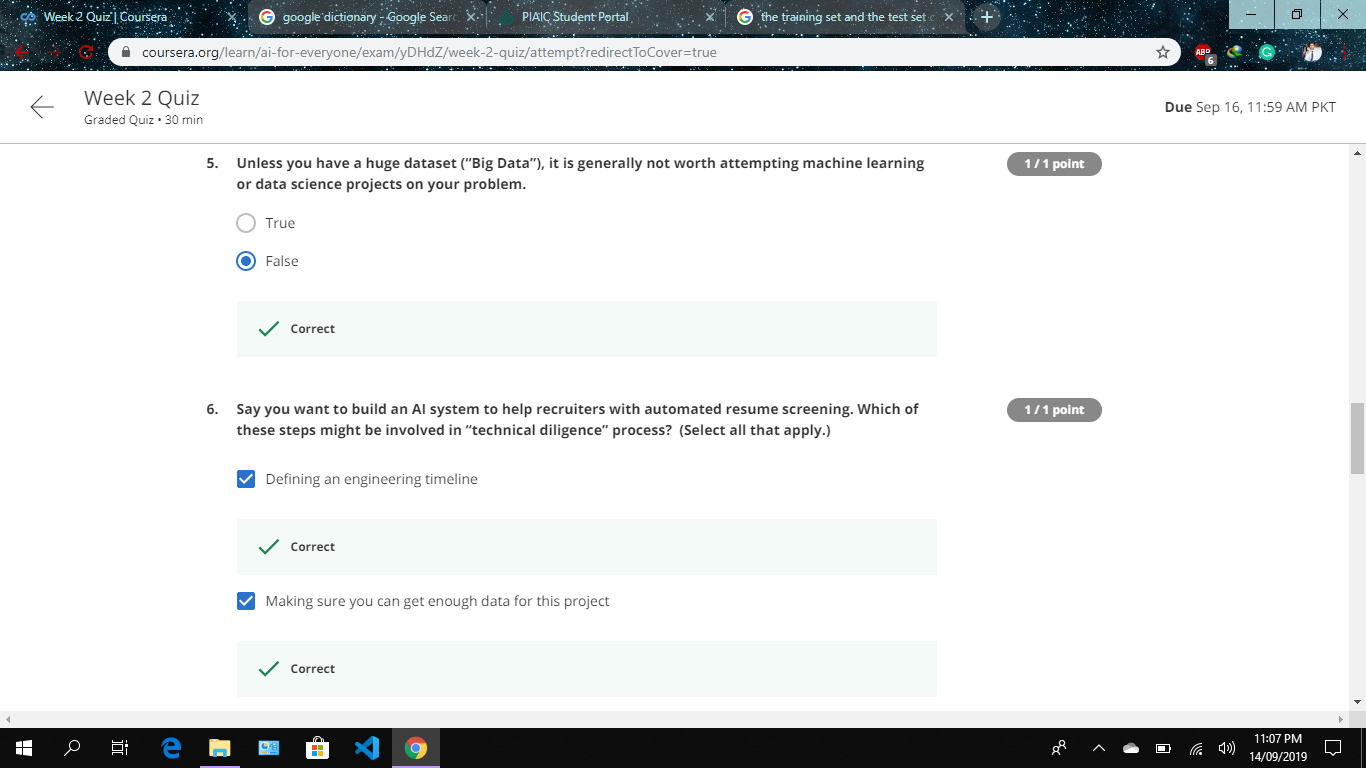 Week 2 Quiz | Coursera
google dictionary - Google Searc
PIAIC Student Portal
the training set and the test set c
coursera.org/learn/ai-for-everyone/exam/yDHdZ/week-2-quiz/attempt?redirectToCover=true
ABP
6
G
Week 2 Quiz
Graded Quiz • 30 min
Due Sep 16, 11:59 AM PKT
5. Unless you have a huge dataset (“Big Data”), it is generally not worth attempting machine learning
or data science projects on your problem.
1 / 1 point
True
False
Correct
6. Say you want to build an AI system to help recruiters with automated resume screening. Which of
these steps might be involved in “technical diligence” process? (Select all that apply.)
1 / 1 point
Defining an engineering timeline
Correct
Making sure you can get enough data for this project
Correct
11:07 PM
14/09/2019